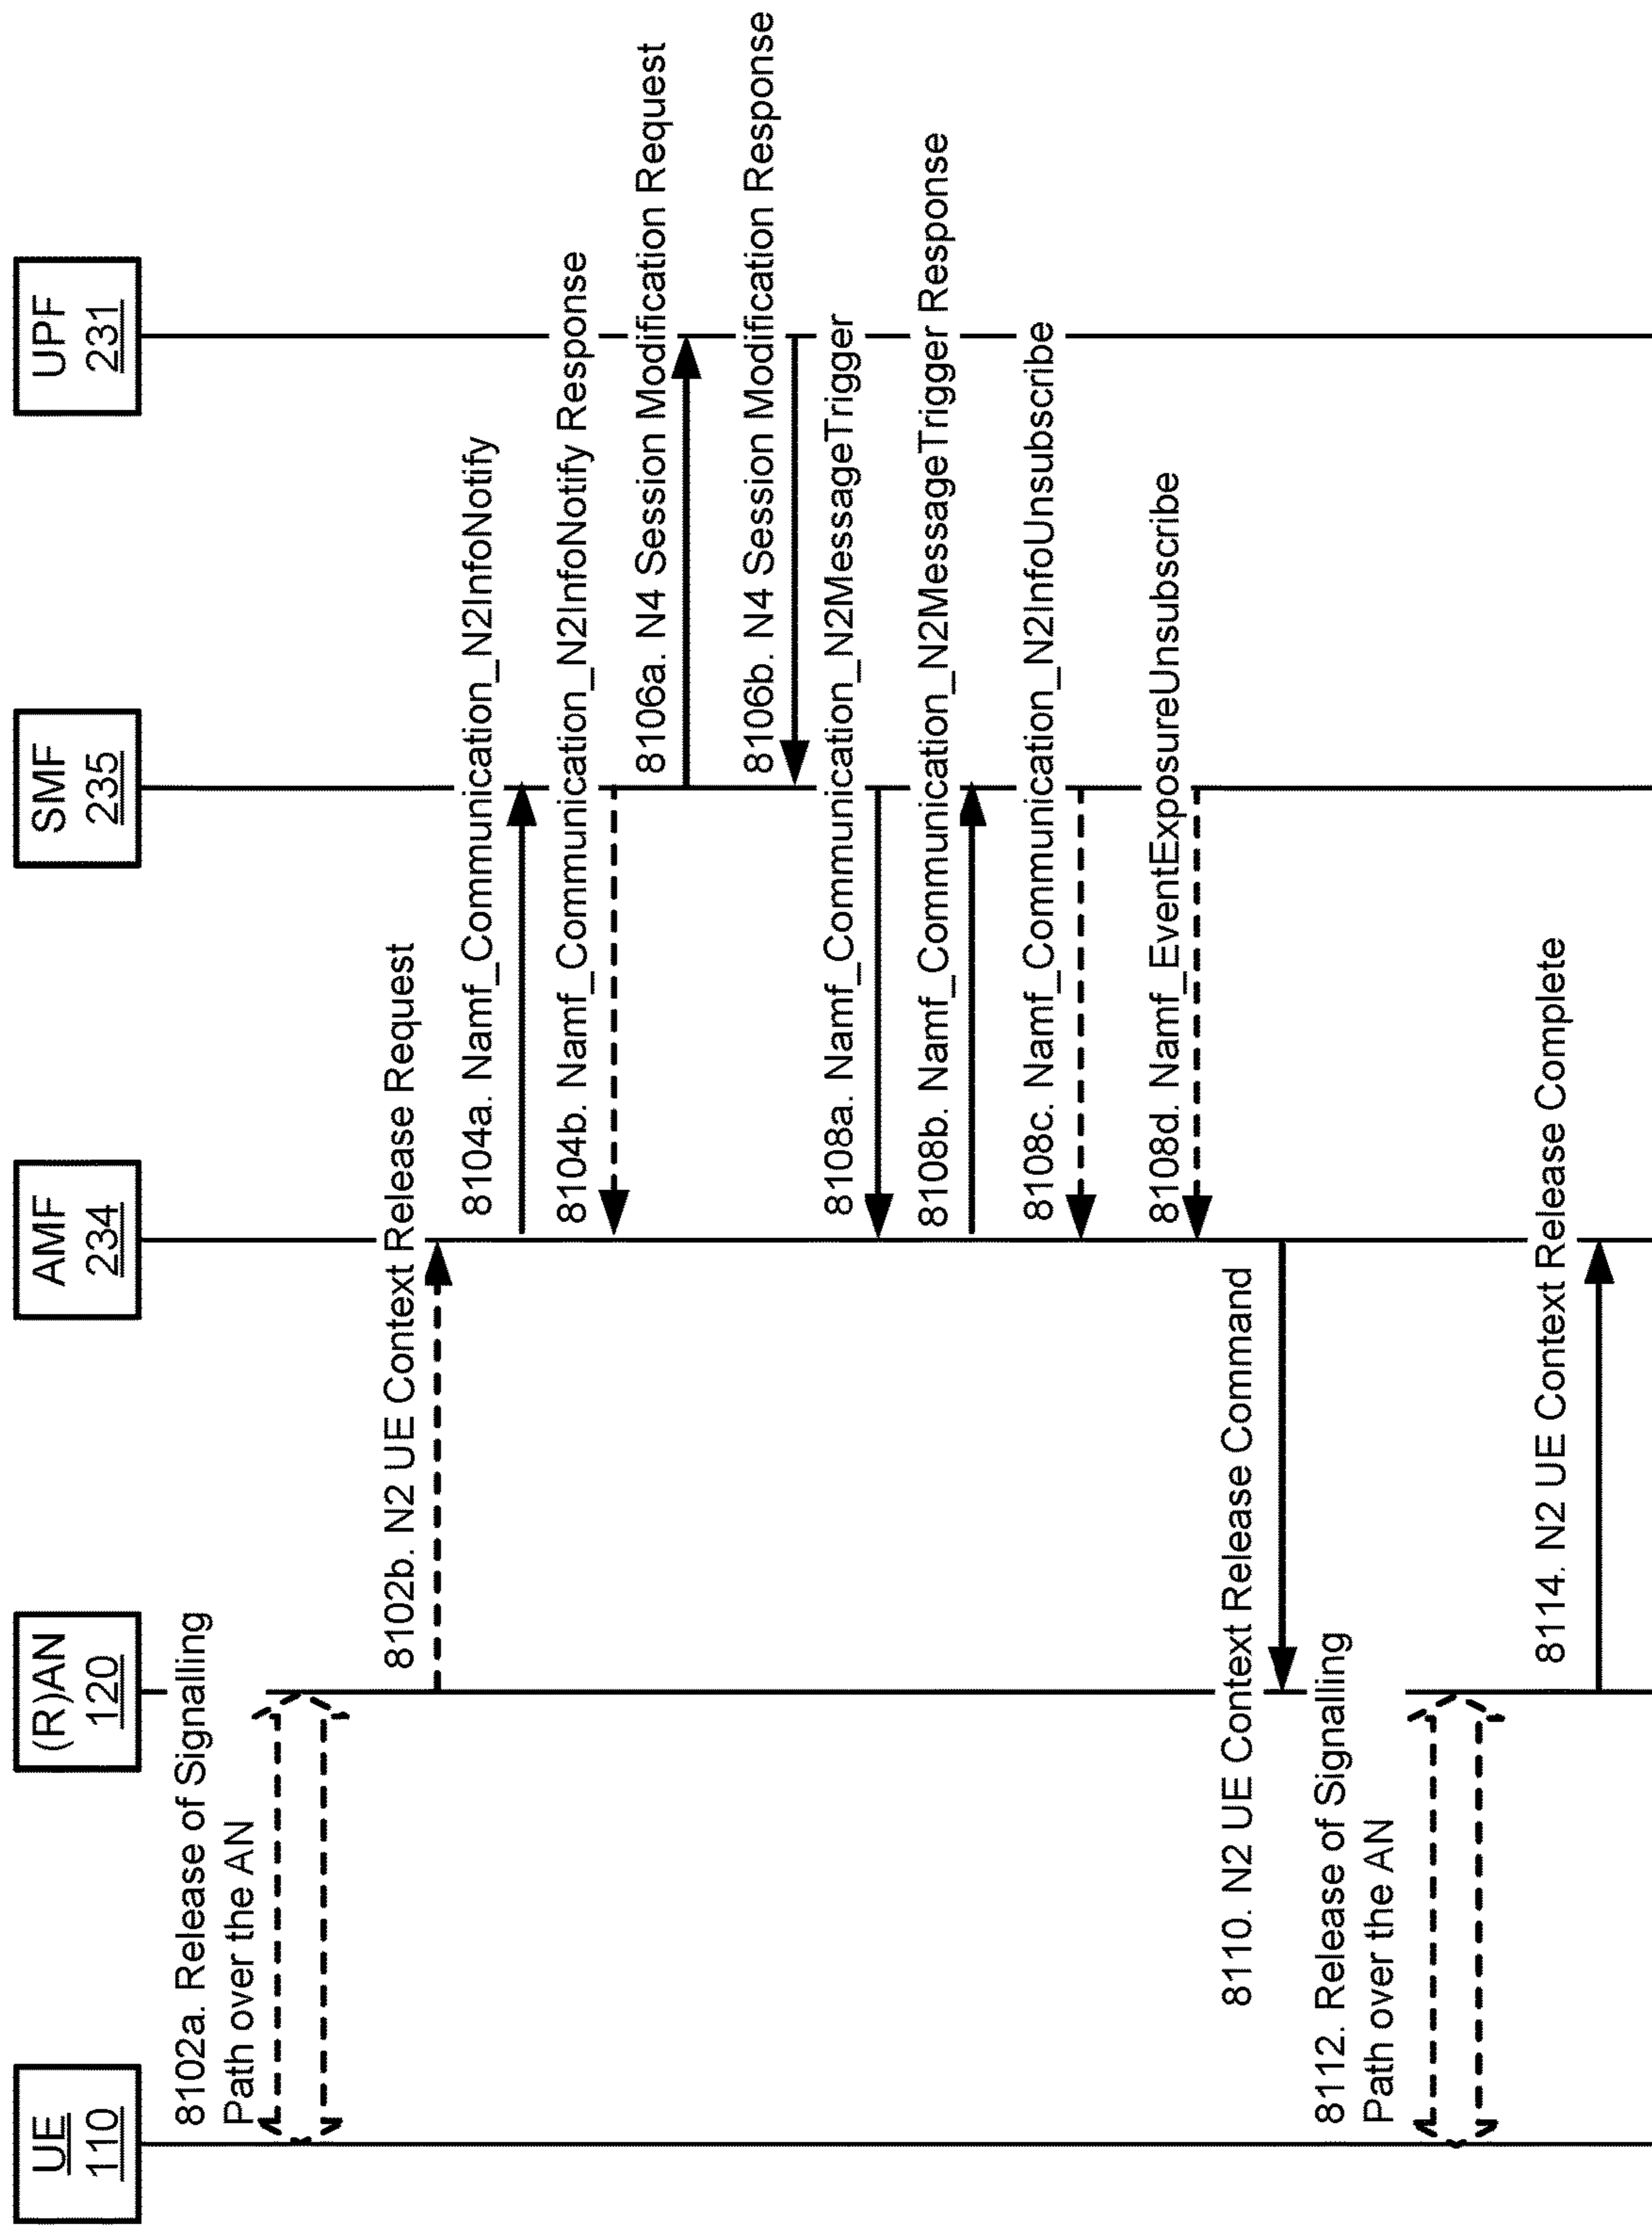 UE
110
(R)AN
120
AMF
234
SMF
235
UPF
231
8102a. Release of Signalling
Path over the AN
8102b. N2 UE Context Release Request
8104a. Namf_Communication_N2InfoNotify
8104b. Namf_Communication_N2InfoNotify Response
8106a. N4 Session Modification Request
8106b. N4 Session Modification Response
8108a. Namf_Communication_N2MessageTrigger
8108b. Namf_Communication_N2MessageTrigger Response
8108c. Namf_Communication_N2InfoUnsubscribe
8108d. Namf_EventExposureUnsubscribe
8110. N2 UE Context Release Command
8112. Release of Signalling
Path over the AN
8114. N2 UE Context Release Complete